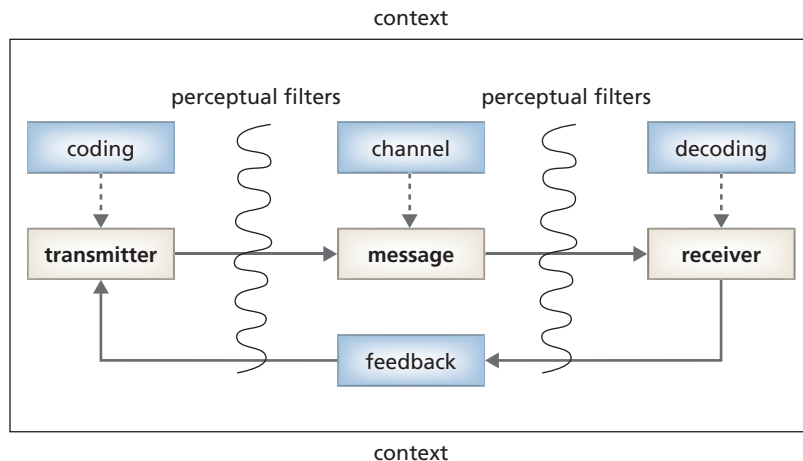 context
perceptual filters
perceptual filters
coding
channel
decoding
transmitter
message
receiver
feedback
context